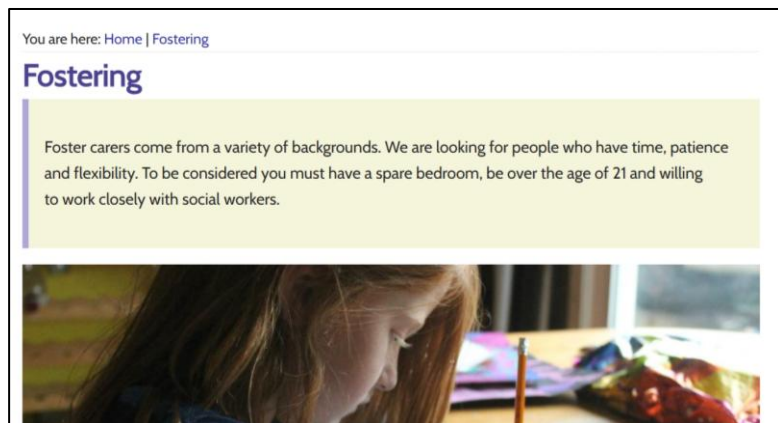 You are here: Home | Fostering
Fostering
Foster carers come from a variety of backgrounds. We are looking for people who have time, patience
and flexibility. To be considered you must have a spare bedroom, be over the age of 21 and willing
to work closely with social workers.